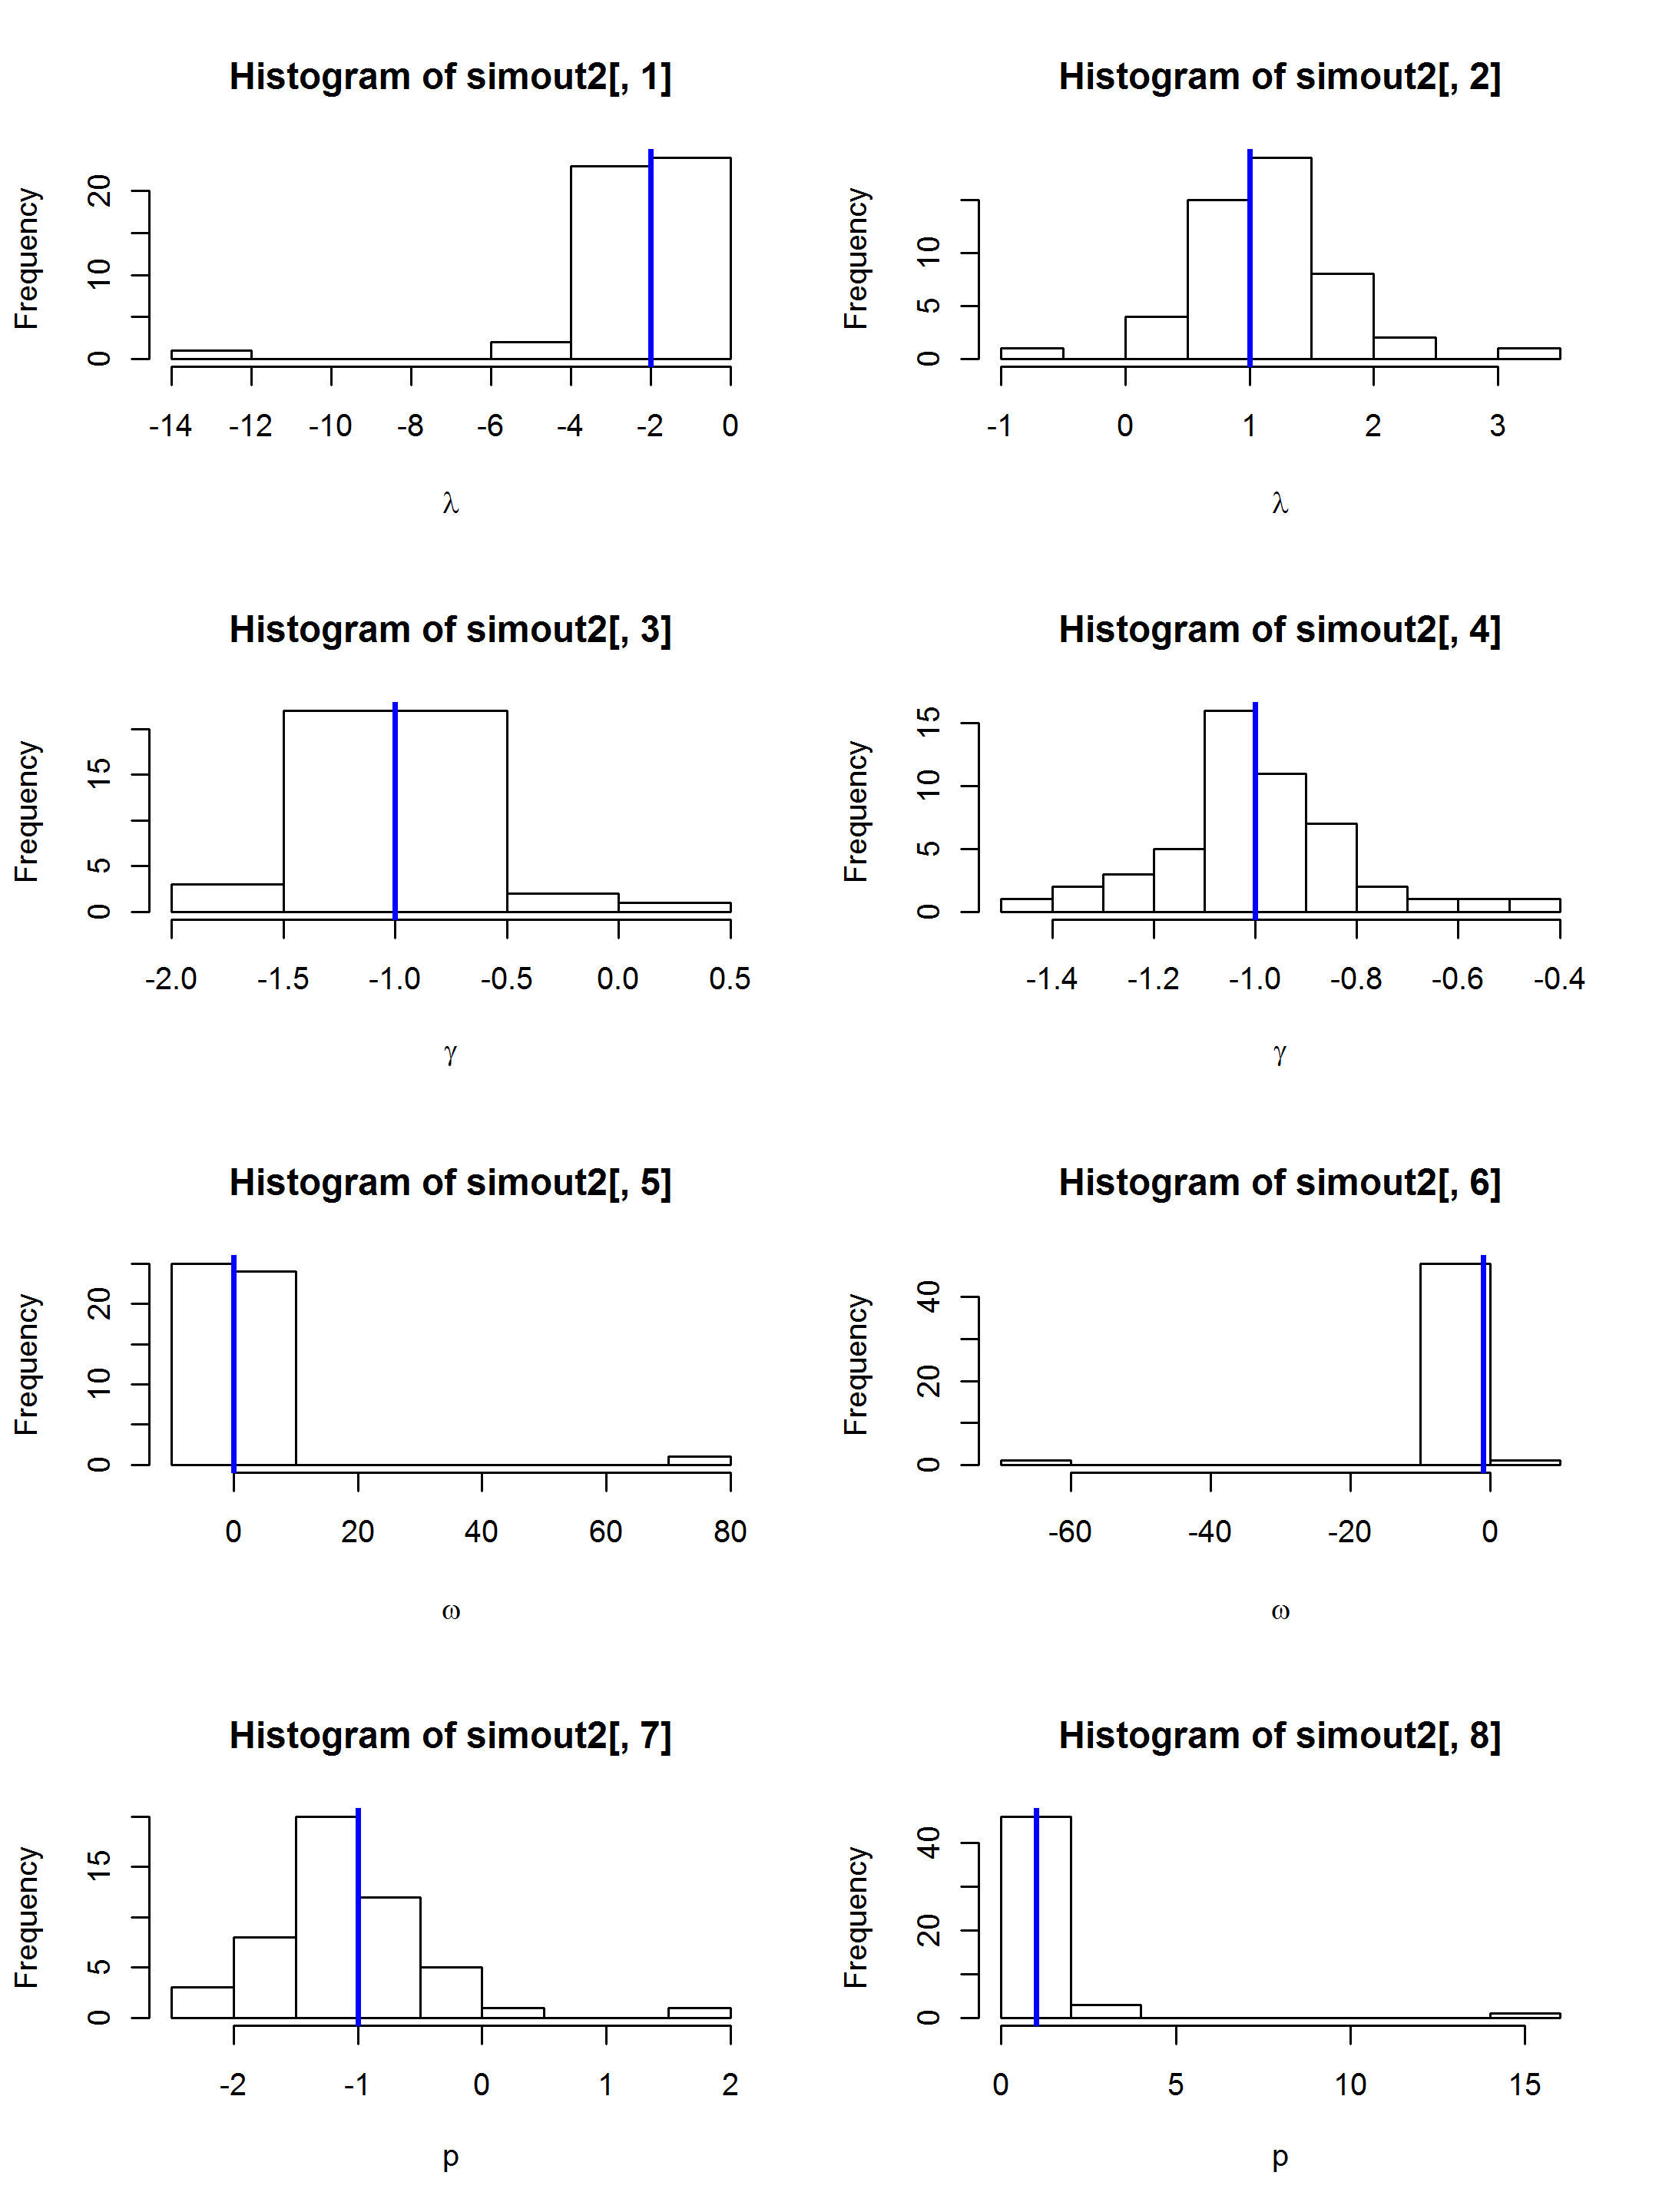 Histogram of simout2[, 1]
Frequency
0 10 20
-14 -12 -10 -8 -6 -4 -2 0
λ
Histogram of simout2[, 2]
Frequency
0 5 10
-1 0 1 2 3
λ
Histogram of simout2[, 3]
Frequency
0 5 15
-2.0 -1.5 -1.0 -0.5 0.0 0.5
γ
Histogram of simout2[, 4]
Frequency
0 5 10 15
-1.4 -1.2 -1.0 -0.8 -0.6 -0.4
γ
Histogram of simout2[, 5]
Frequency
0 10 20
0 20 40 60 80
ω
Histogram of simout2[, 6]
Frequency
0 20 40
-60 -40 -20 0
ω
Histogram of simout2[, 7]
Frequency
0 5 15
-2 -1 0 1 2
p
Histogram of simout2[, 8]
Frequency
0 20 40
0 5 10 15
p